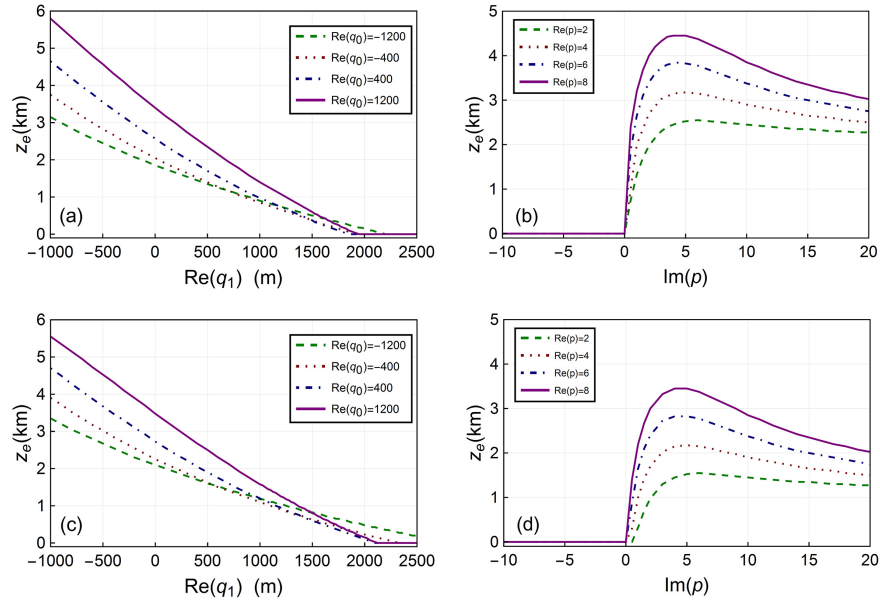 6
5
4
3
2
1
0
z_e(km)
Re(q_0)=−1200
Re(q_0)=−400
Re(q_0)=400
Re(q_0)=1200
(a)
−1000 −500 0 500 1000 1500 2000 2500
Re(q_1) (m)
5
4
3
2
1
0
z_e(km)
Re(p)=2
Re(p)=4
Re(p)=6
Re(p)=8
(b)
−10 −5 0 5 10 15 20
Im(p)
6
5
4
3
2
1
0
z_e(km)
Re(q_0)=−1200
Re(q_0)=−400
Re(q_0)=400
Re(q_0)=1200
(c)
−1000 −500 0 500 1000 1500 2000 2500
Re(q_1) (m)
5
4
3
2
1
0
z_e(km)
Re(p)=2
Re(p)=4
Re(p)=6
Re(p)=8
(d)
−10 −5 0 5 10 15 20
Im(p)